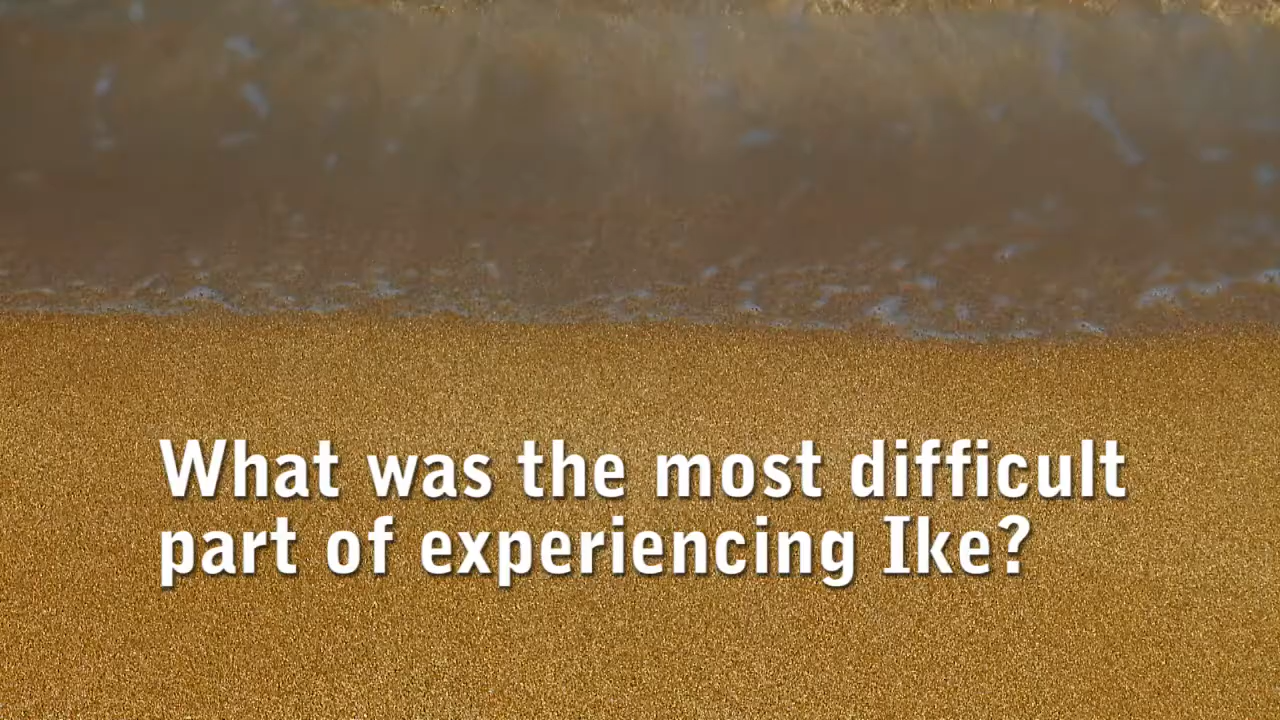 What was the most difficult
part of experiencing Ike?